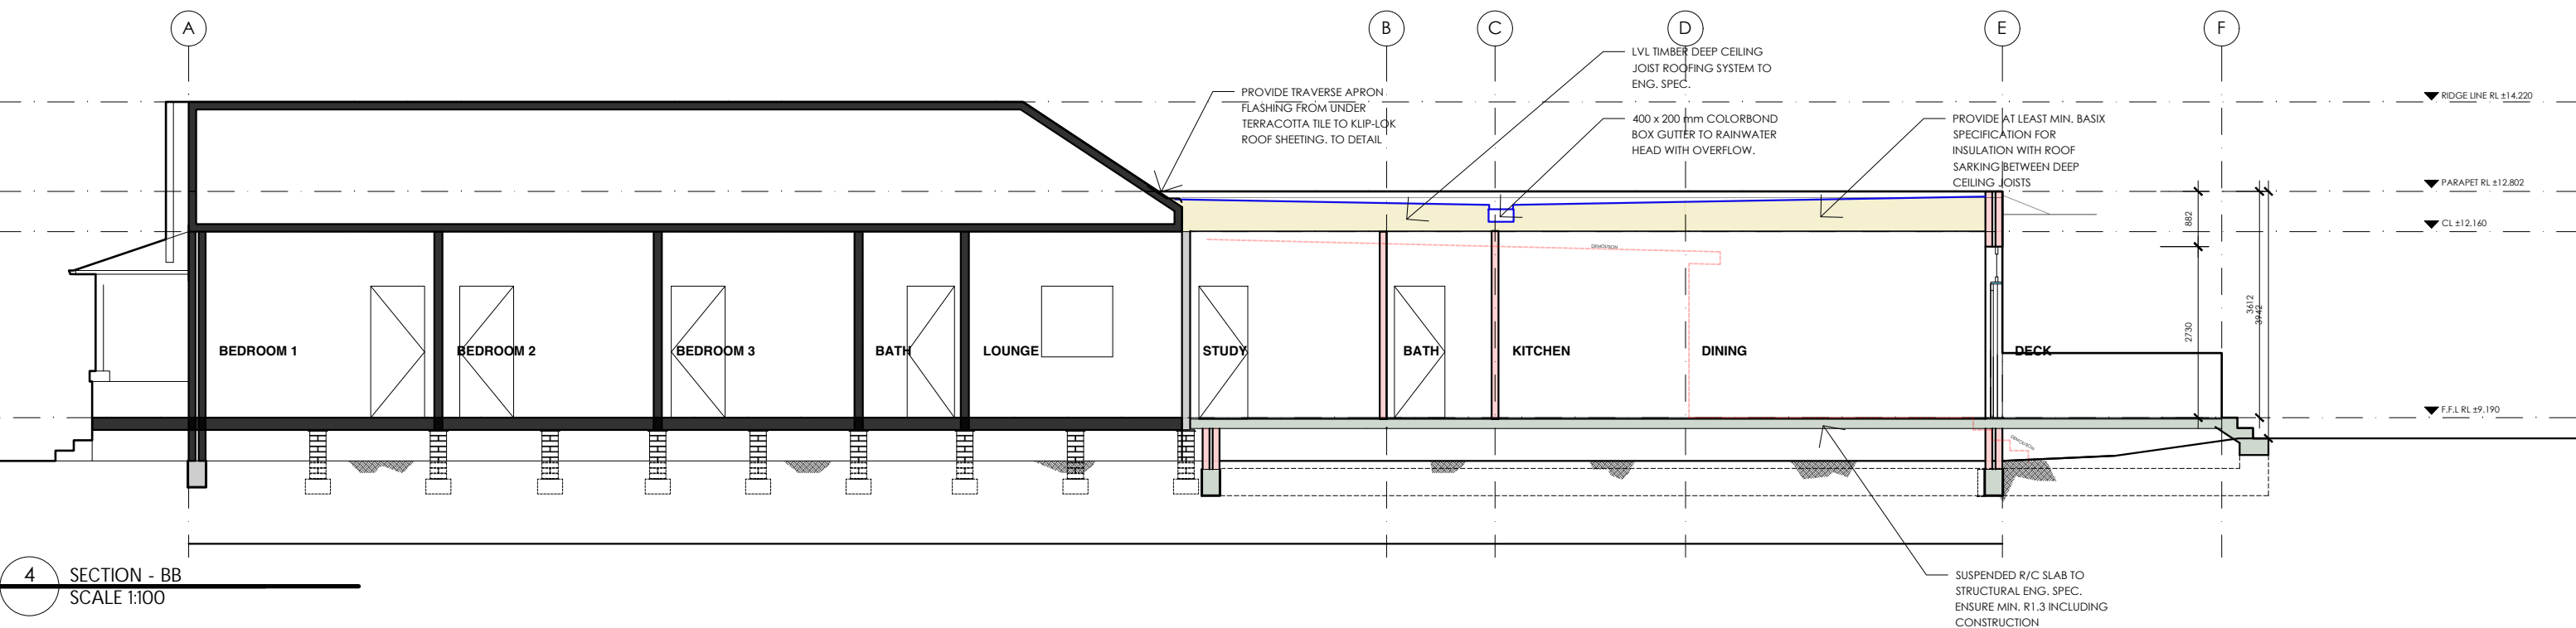 A
B
C
D
E
F
LVL TIMBER DEEP CEILING
JOIST ROOFING SYSTEM TO
ENG. SPEC.
PROVIDE TRAVERSE APRON
FLASHING FROM UNDER
TERRACOTTA TILE TO KLIP-LOK
ROOF SHEETING. TO DETAIL
400 x 200 mm COLORBOND
BOX GUTTER TO RAINWATER
HEAD WITH OVERFLOW.
PROVIDE AT LEAST MIN. BASIX
SPECIFICATION FOR
INSULATION WITH ROOF
SARKING BETWEEN DEEP
CEILING JOISTS
RIDGE LINE RL ±14.220
PARAPET RL ±12.802
CL ±12.160
F.F.L RL ±9.190
882
2730
3612
3942
DEMOLITION
BEDROOM 1
BEDROOM 2
BEDROOM 3
BATH
LOUNGE
STUDY
BATH
KITCHEN
DINING
DECK
DEMOLITION
SUSPENDED R/C SLAB TO
STRUCTURAL ENG. SPEC.
ENSURE MIN. R1.3 INCLUDING
CONSTRUCTION
4
SECTION - BB
SCALE 1:100